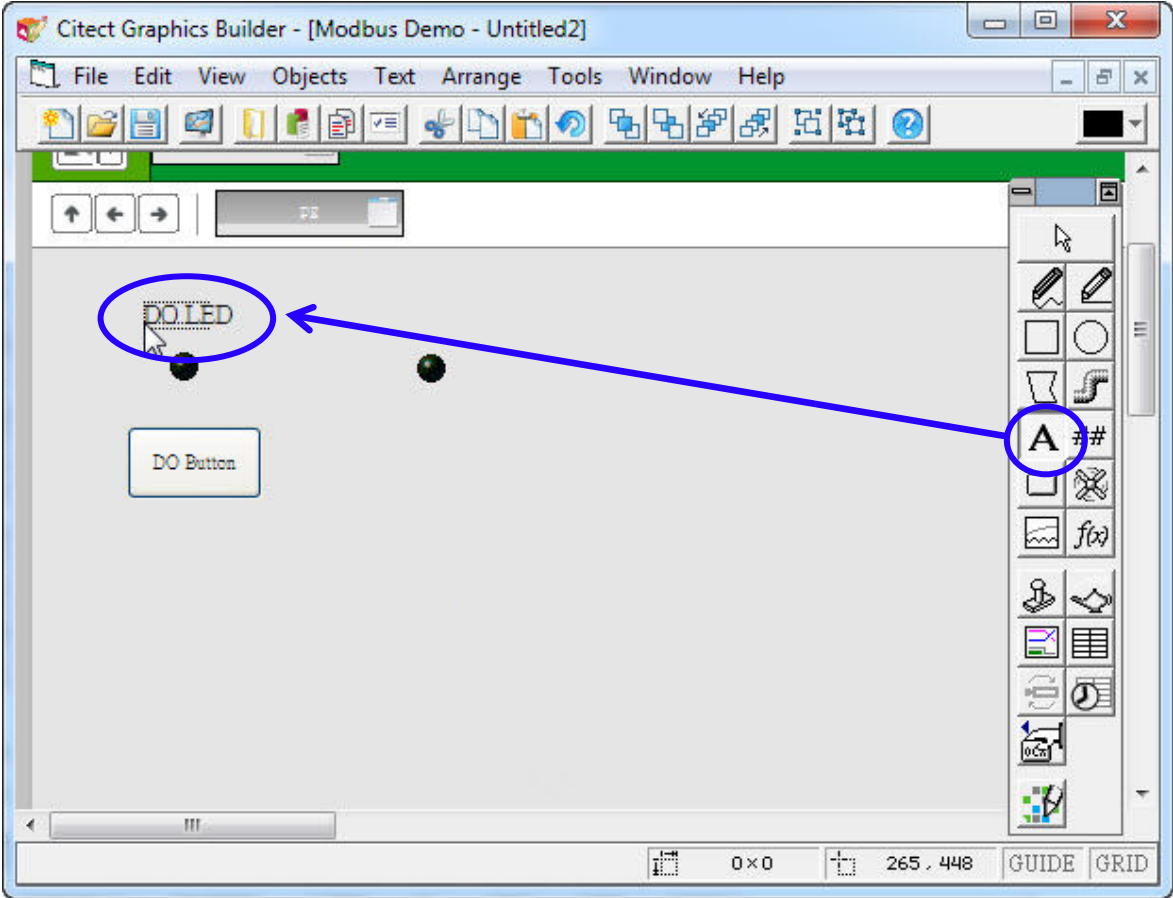 Citect Graphics Builder - [Modbus Demo - Untitled2]
File Edit View Objects Text Arrange Tools Window Help
DO LED
A ##
DO Button
f(x)
0×0 265 , 448 GUIDE GRID